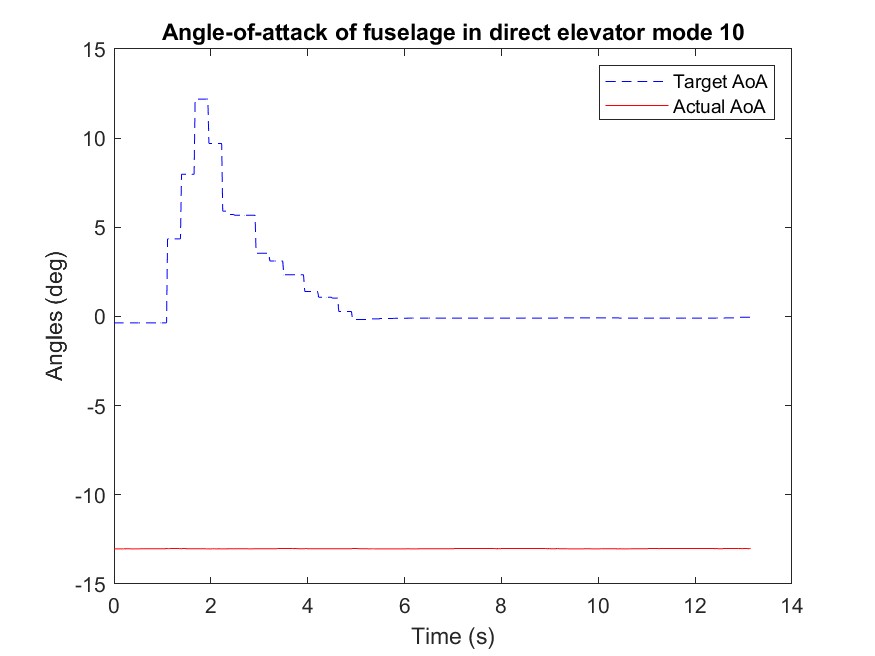 Angle-of-attack of fuselage in direct elevator mode 10
15
10
5
0
-5
-10
-15
Angles (deg)
Target AoA
Actual AoA
0 2 4 6 8 10 12 14
Time (s)